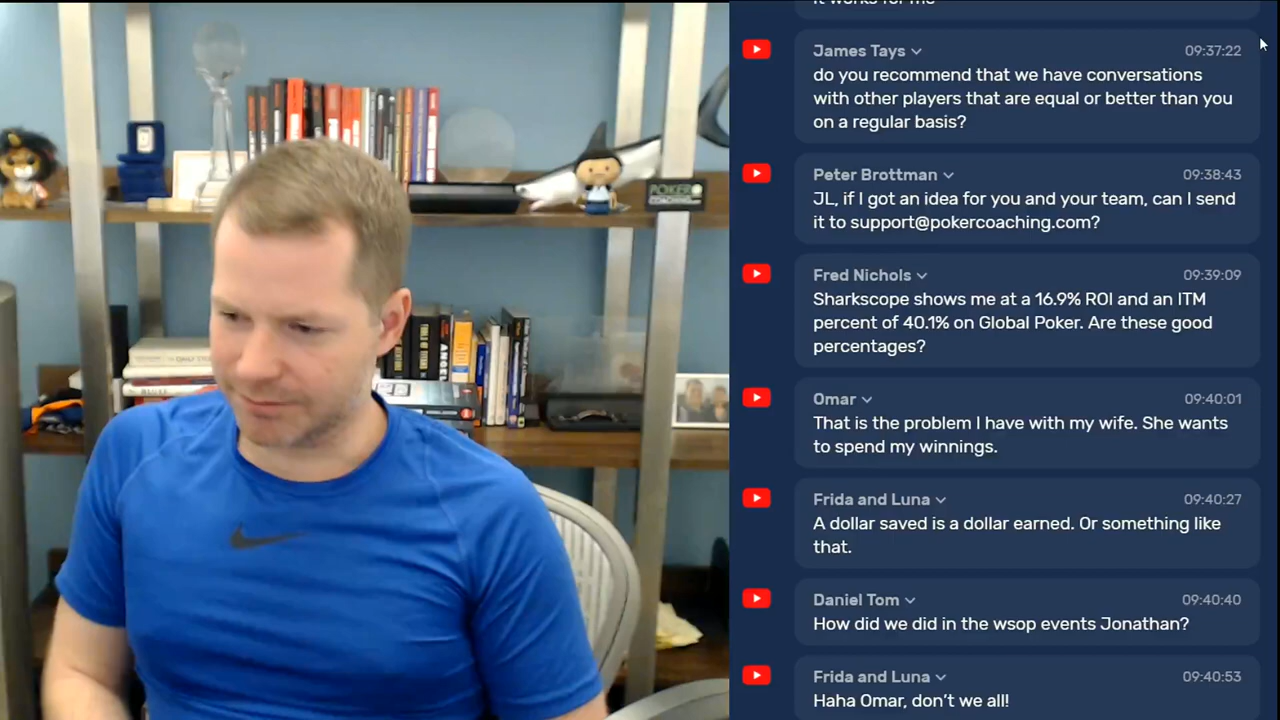 James Tays
09:37:22
do you recommend that we have conversations
with other players that are equal or better than you
on a regular basis?
Peter Brottman
09:38:43
JL, if I got an idea for you and your team, can I send
it to support@pokercoaching.com?
Fred Nichols
09:39:09
Sharkscope shows me at a 16.9% ROI and an ITM
percent of 40.1% on Global Poker. Are these good
percentages?
Omar
09:40:01
That is the problem I have with my wife. She wants
to spend my winnings.
Frida and Luna
09:40:27
A dollar saved is a dollar earned. Or something like
that.
Daniel Tom
09:40:40
How did we did in the wsop events Jonathan?
Frida and Luna
09:40:53
Haha Omar, don't we all!
POKER
COACHING